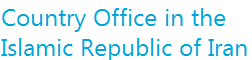 Country Office in the
Islamic Republic of Iran